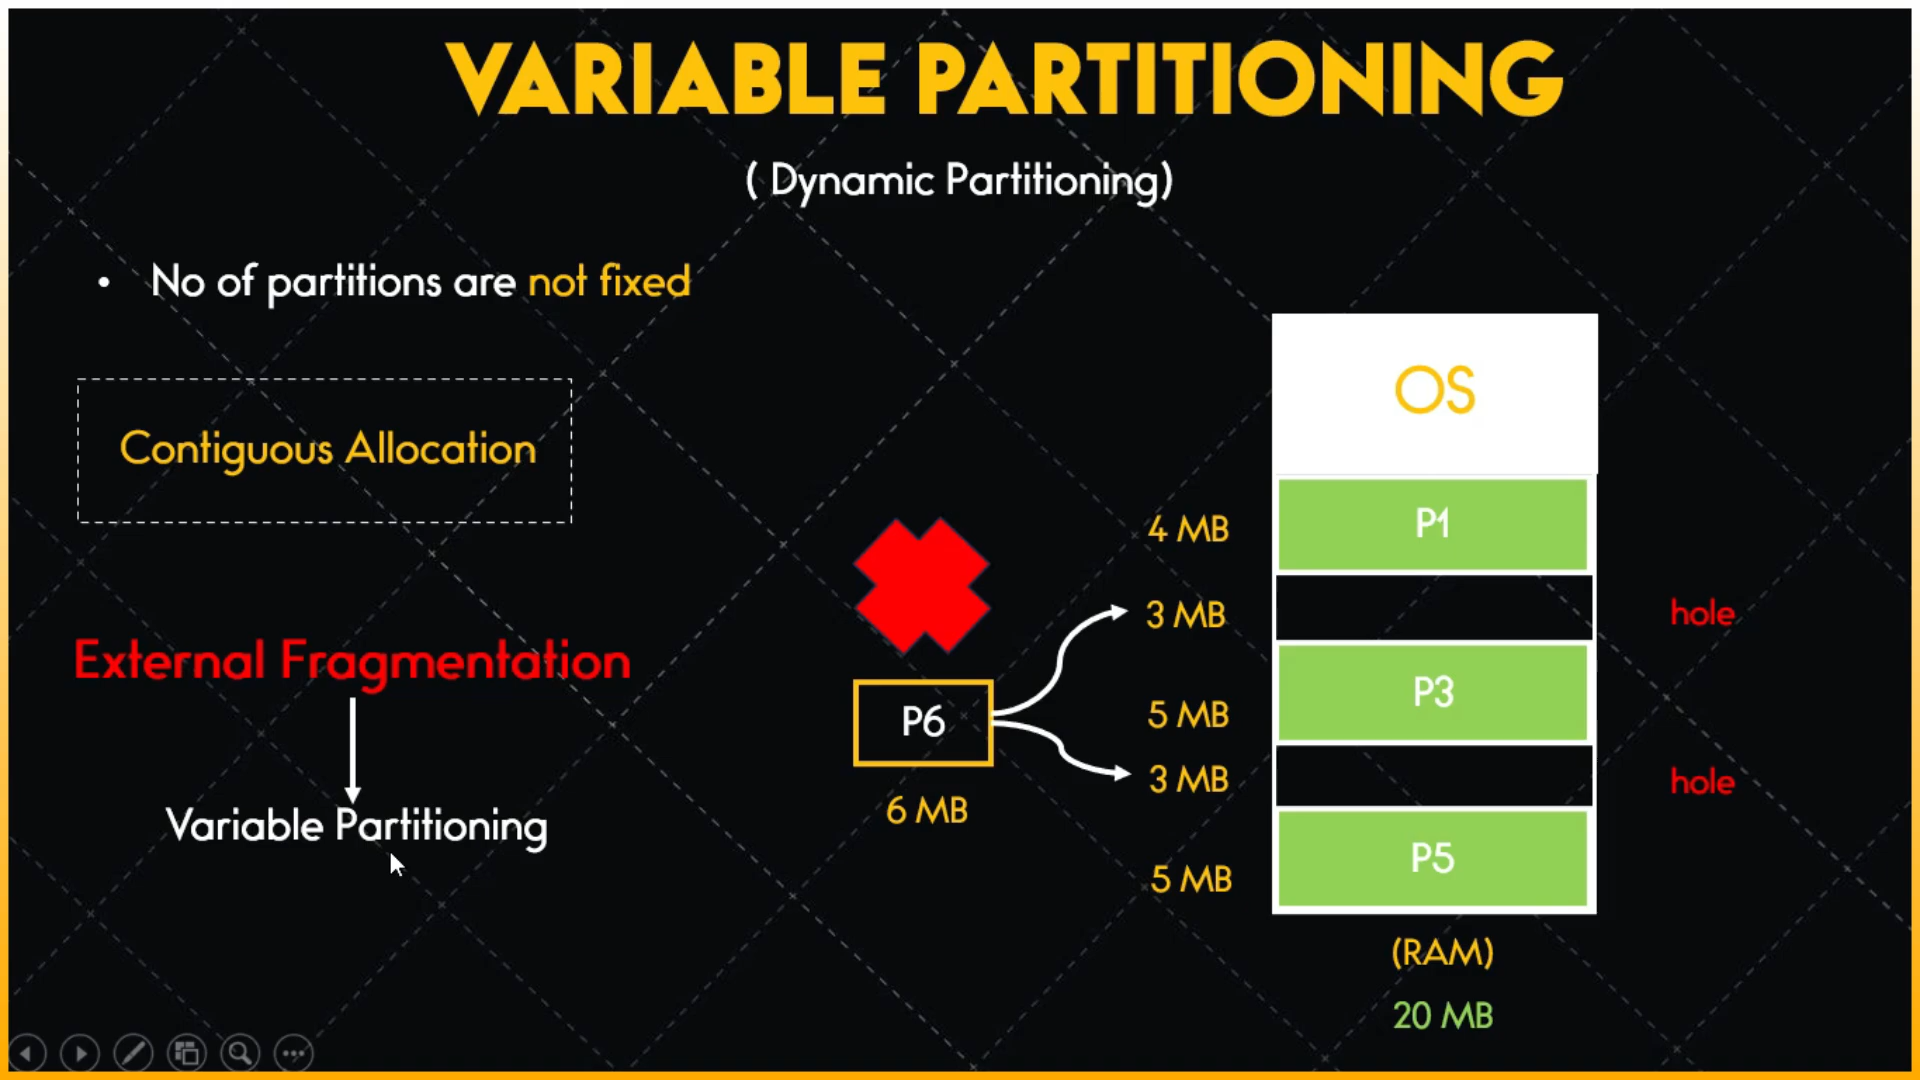 VARIABLE PARTITIONING
( Dynamic Partitioning)
• No of partitions are not fixed
Contiguous Allocation
External Fragmentation
Variable Partitioning
P6
6 MB
OS
4 MB
P1
3 MB
hole
5 MB
P3
3 MB
hole
5 MB
P5
(RAM)
20 MB